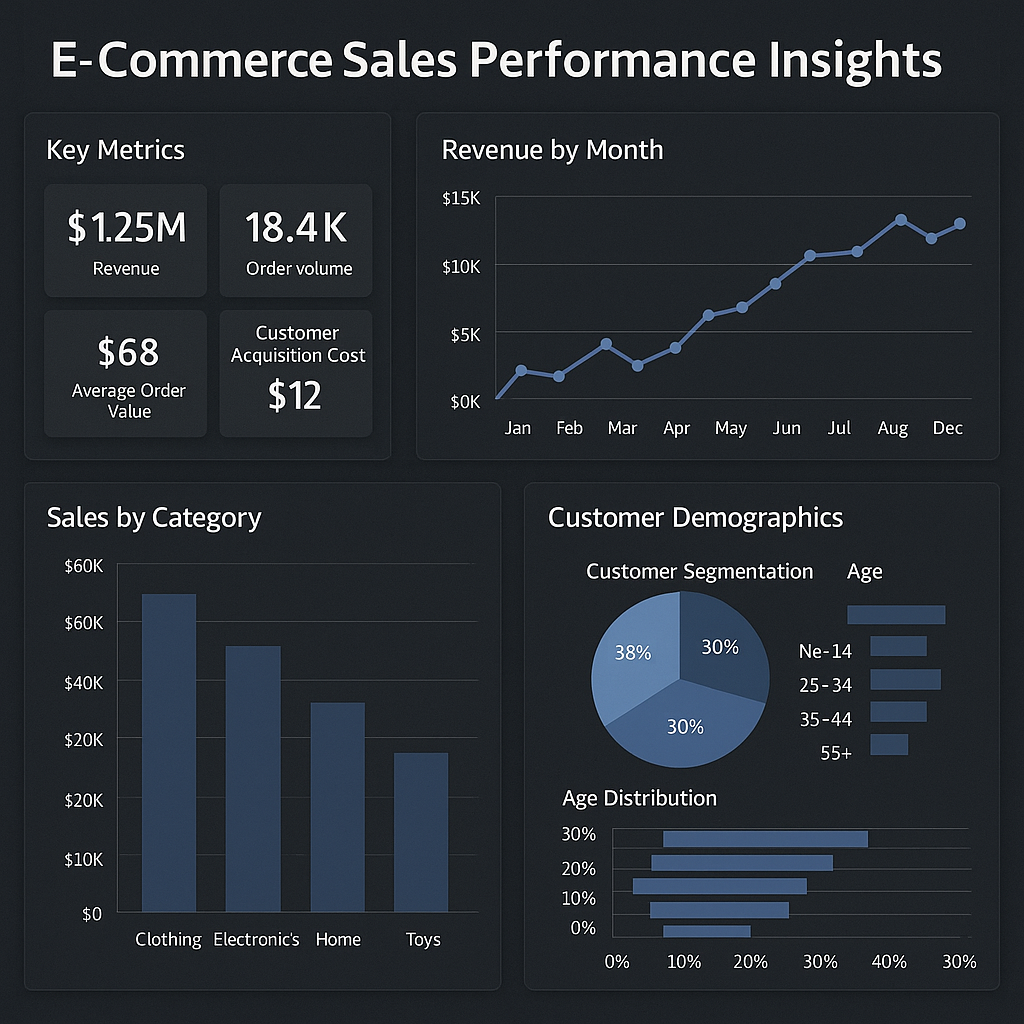 E-Commerce Sales Performance Insights
Key Metrics
$1.25M
Revenue
18.4K
Order volume
$68
Average Order
Value
Customer
Acquisition Cost
$12
Revenue by Month
$15K
$10K
$5K
$0K
Jan Feb Mar Apr May Jun Jul Aug Dec
Sales by Category
$60K
$60K
$40K
$20K
$20K
$10K
$0
Clothing Electronic's Home Toys
Customer Demographics
Customer Segmentation
38%
30%
30%
Age
Ne-14
25-34
35-44
55+
Age Distribution
30%
20%
10%
0%
0% 10% 20% 30% 40% 30%